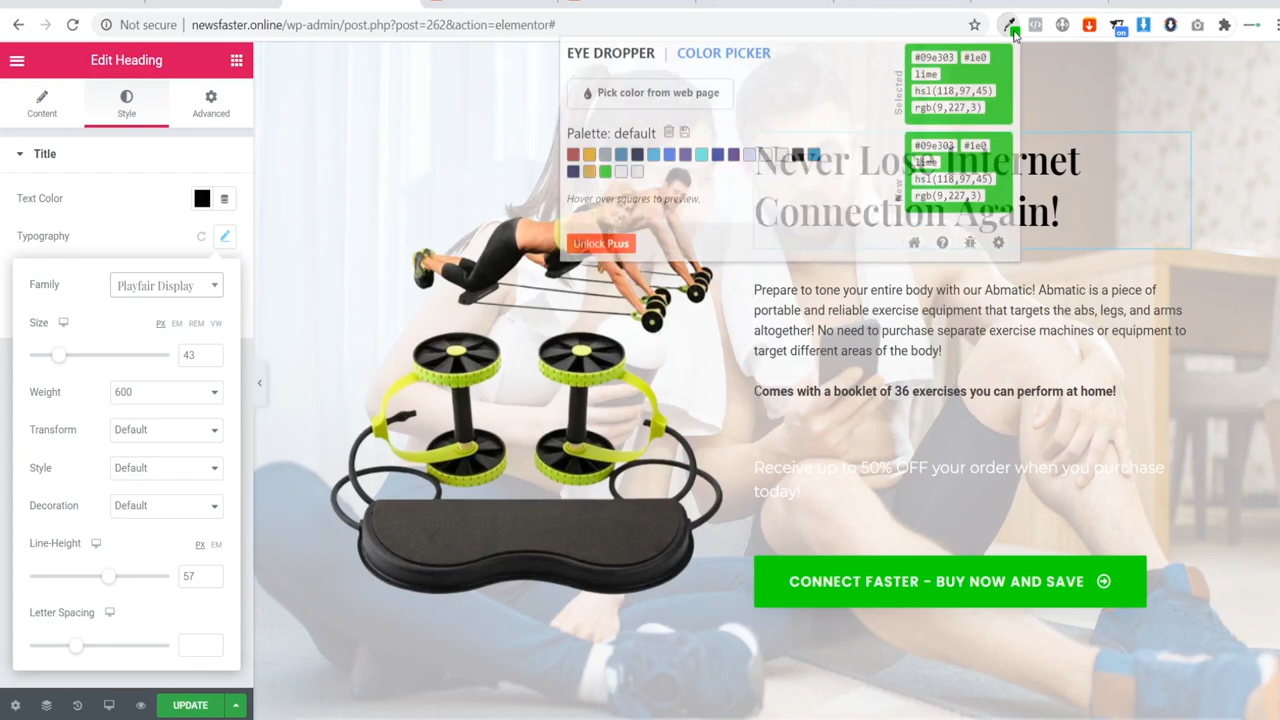 Not secure | newsfaster.online/wp-admin/post.php?post=262&action=elementor#
on
Edit Heading
Content
Style
Advanced
Title
Text Color
Typography
Family
Playfair Display
Size
PX EM REM VW
43
Weight
600
Transform
Default
Style
Default
Decoration
Default
Line-Height
PX EM
57
Letter Spacing
UPDATE
EYE DROPPER | COLOR PICKER
Pick color from web page
Palette: default
Hover over squares to preview.
Unlock Plus
Selected
#09e303 #1e0
lime
hsl(118,97,45)
rgb(9,227,3)
New
#09e303 #1e0
lime
hsl(118,97,45)
rgb(9,227,3)
Never Lose Internet
Connection Again!
Prepare to tone your entire body with our Abmatic! Abmatic is a piece of
portable and reliable exercise equipment that targets the abs, legs, and arms
altogether! No need to purchase separate exercise machines or equipment to
target different areas of the body!
Comes with a booklet of 36 exercises you can perform at home!
Receive up to 50% OFF your order when you purchase
today!
CONNECT FASTER - BUY NOW AND SAVE